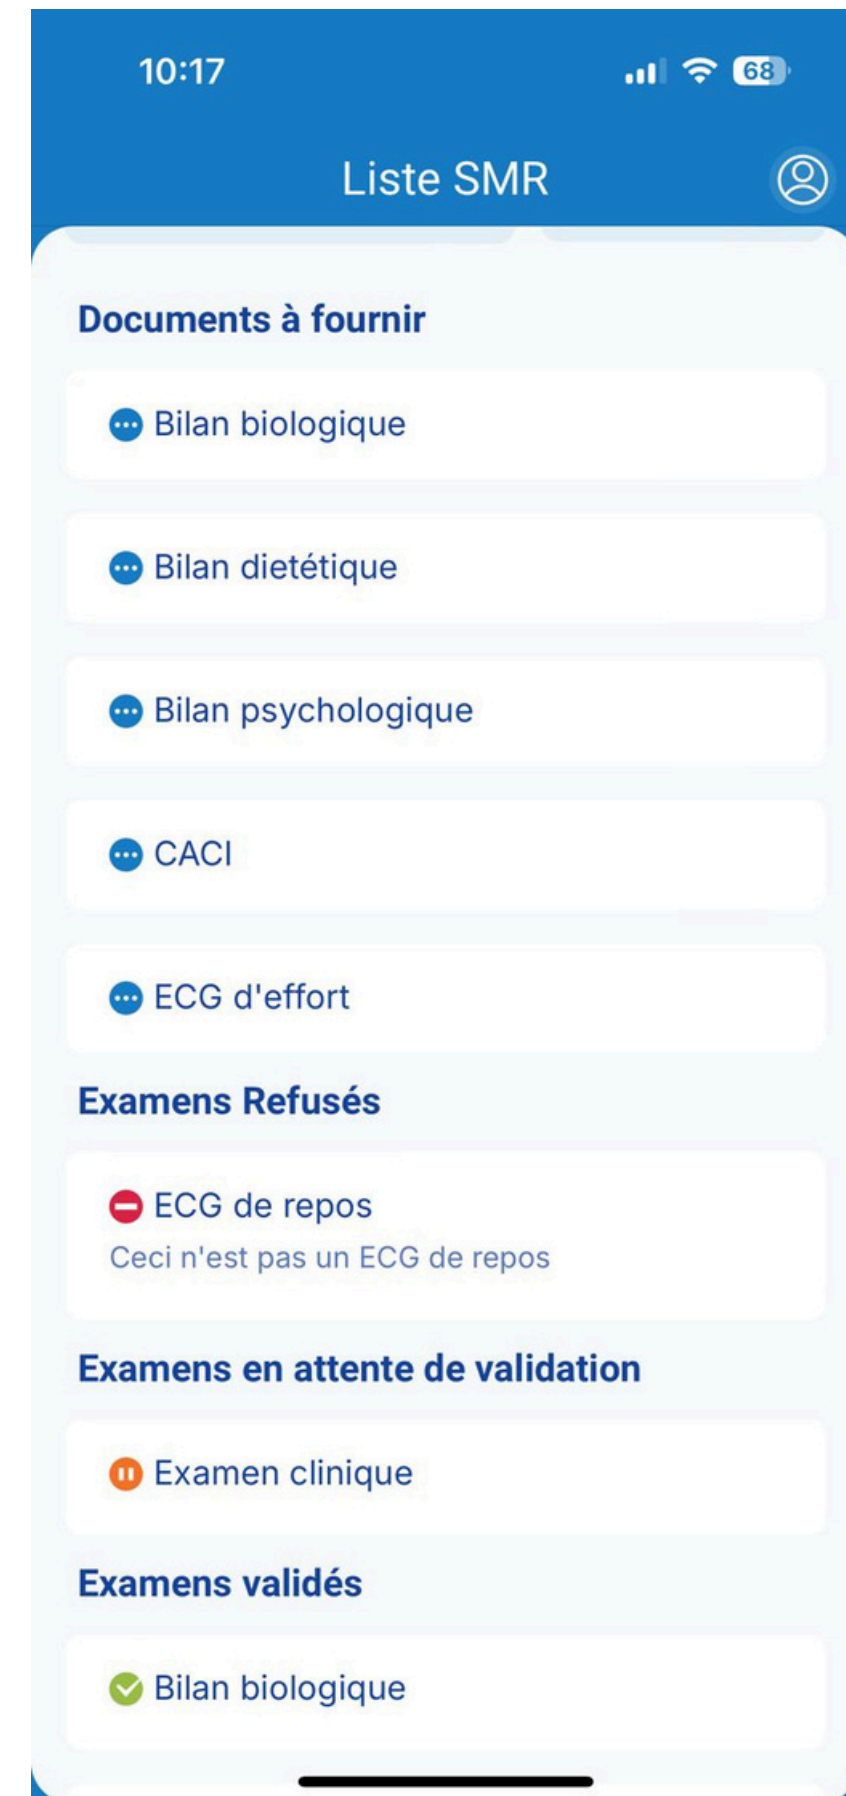 10:17
68
Liste SMR
Documents à fournir
Bilan biologique
Bilan dietétique
Bilan psychologique
CACI
ECG d'effort
Examens Refusés
ECG de repos
Ceci n'est pas un ECG de repos
Examens en attente de validation
Examen clinique
Examens validés
Bilan biologique